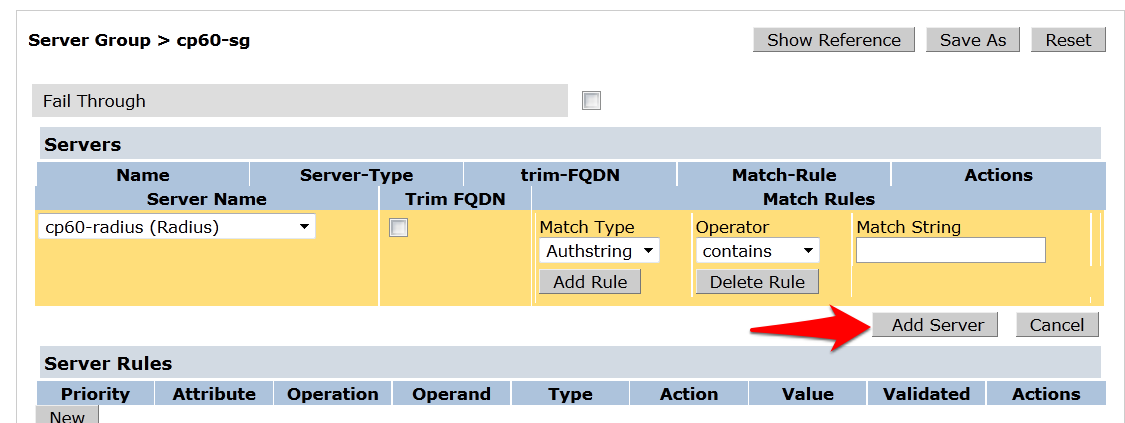 Server Group > cp60-sg Show Reference Save As Reset
Fail Through
Servers
Name Server-Type trim-FQDN Match-Rule Actions
Server Name Trim FQDN Match Rules
cp60-radius (Radius) Match Type Operator Match String
Authstring contains
Add Rule Delete Rule
Add Server Cancel
Server Rules
Priority Attribute Operation Operand Type Action Value Validated Actions
New